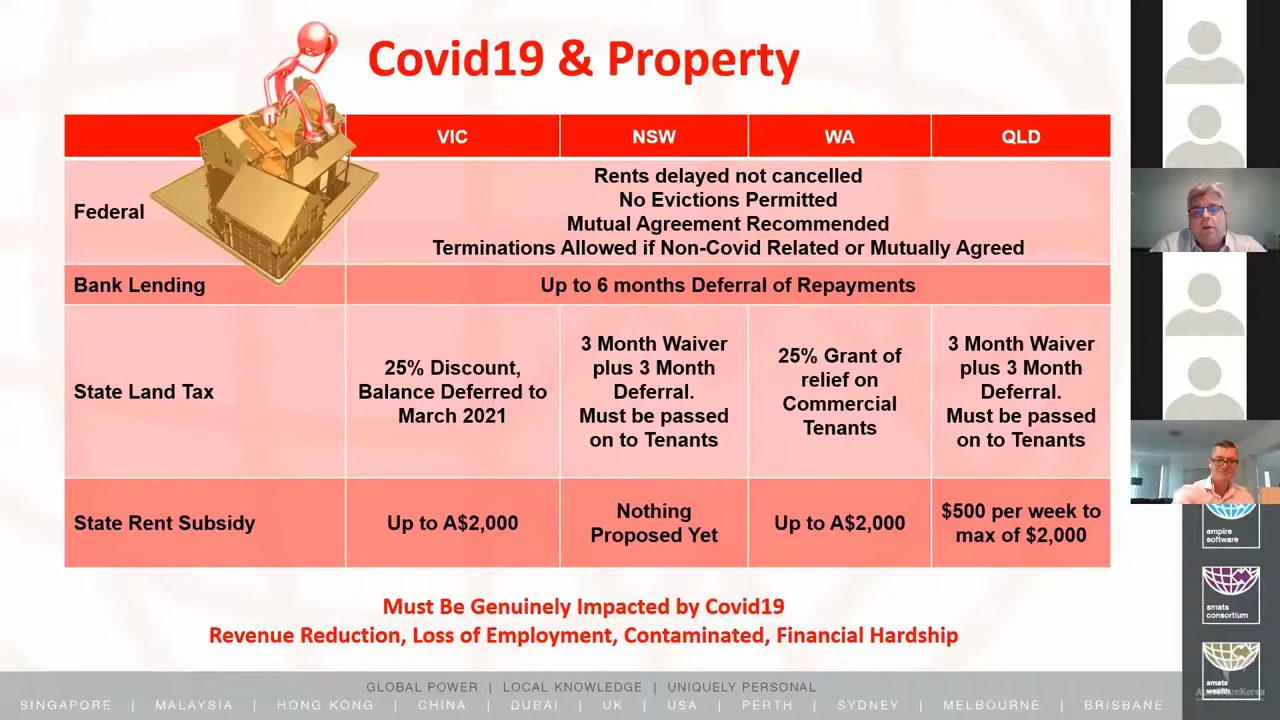 Covid19 & Property
VIC
NSW
WA
QLD
Federal
Rents delayed not cancelled
No Evictions Permitted
Mutual Agreement Recommended
Terminations Allowed if Non-Covid Related or Mutually Agreed
Bank Lending
Up to 6 months Deferral of Repayments
State Land Tax
25% Discount,
Balance Deferred to
March 2021
3 Month Waiver
plus 3 Month
Deferral.
Must be passed
on to Tenants
25% Grant of
relief on
Commercial
Tenants
3 Month Waiver
plus 3 Month
Deferral.
Must be passed
on to Tenants
State Rent Subsidy
Up to A$2,000
Nothing
Proposed Yet
Up to A$2,000
$500 per week to
max of $2,000
Must Be Genuinely Impacted by Covid19
Revenue Reduction, Loss of Employment, Contaminated, Financial Hardship
empire
software
smats
consortium
smats
wealth
GLOBAL POWER | LOCAL KNOWLEDGE | UNIQUELY PERSONAL
SINGAPORE | MALAYSIA | HONG KONG | CHINA | DUBAI | UK | USA | PERTH | SYDNEY | MELBOURNE | BRISBANE